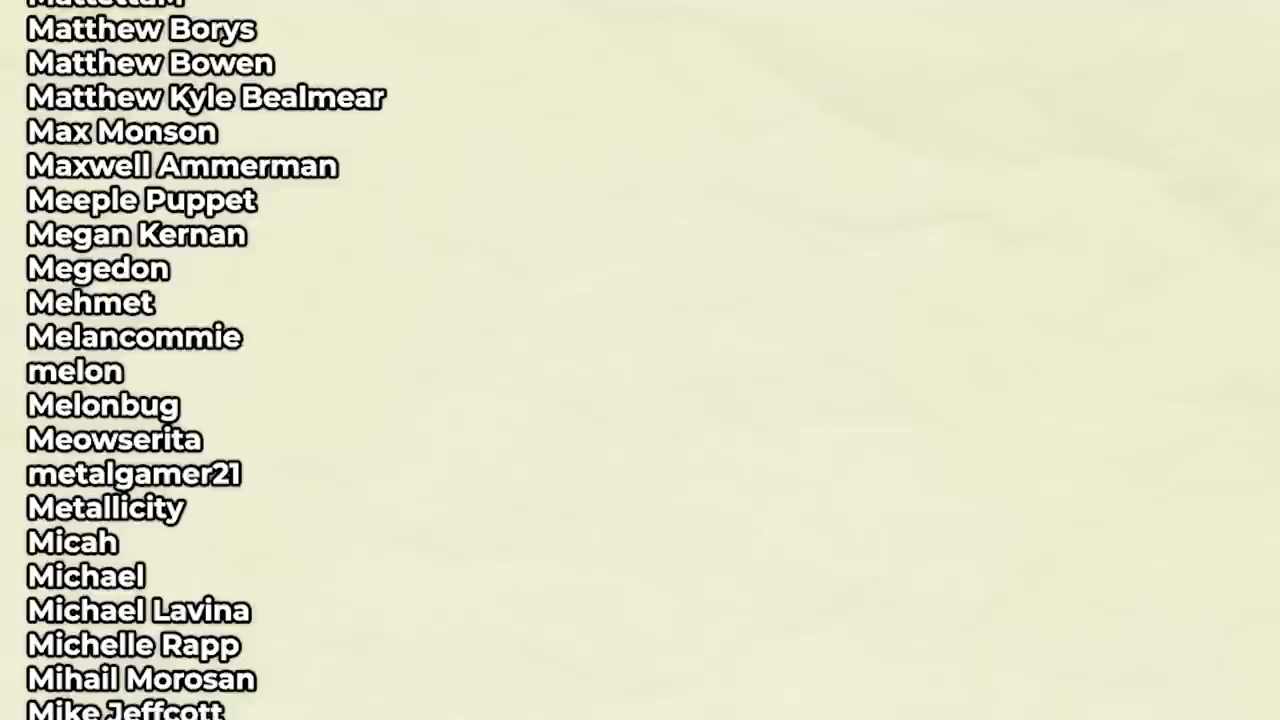 Matthew Borys
Matthew Bowen
Matthew Kyle Bealmear
Max Monson
Maxwell Ammerman
Meeple Puppet
Megan Kernan
Megedon
Mehmet
Melancommie
melon
Melonbug
Meowserita
metalgamer21
Metallicity
Micah
Michael
Michael Lavina
Michelle Rapp
Mihail Morosan
Mike Jeffcott